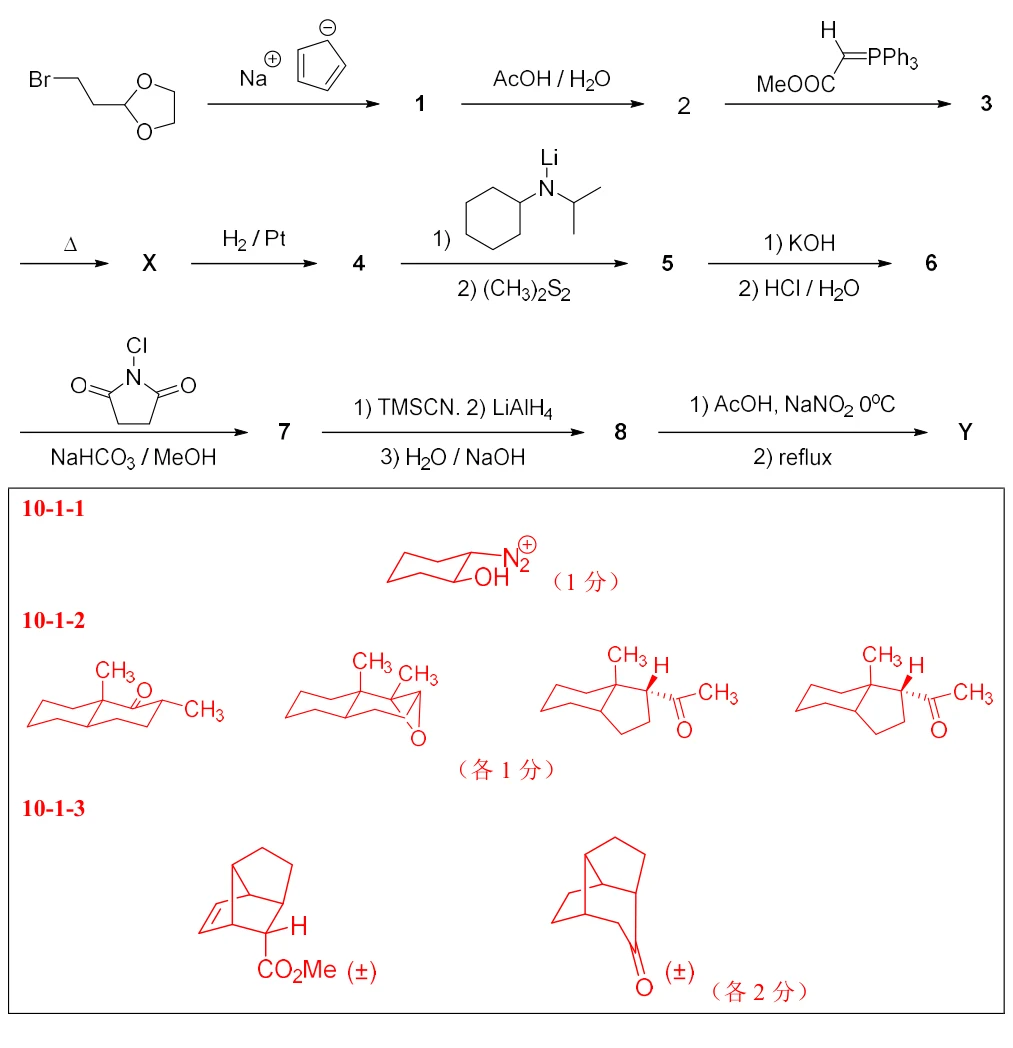 Br O O
Na⊕ ⊖ 1
AcOH / H₂O 2
H MeOOC PPh₃ 3
Δ X
H₂ / Pt 4
1) Li N
2) (CH₃)₂S₂ 5
1) KOH
2) HCl / H₂O 6
Cl
O N O
NaHCO₃ / MeOH 7
1) TMSCN. 2) LiAlH₄
3) H₂O / NaOH 8
1) AcOH, NaNO₂ 0⁰C
2) reflux Y
10-1-1
N₂⊕ OH (1 分)
10-1-2
CH₃ O CH₃
CH₃ CH₃ O
CH₃ H CH₃ O
CH₃ H CH₃ O
(各 1 分)
10-1-3
H
CO₂Me (±)
O (±)
(各 2 分)